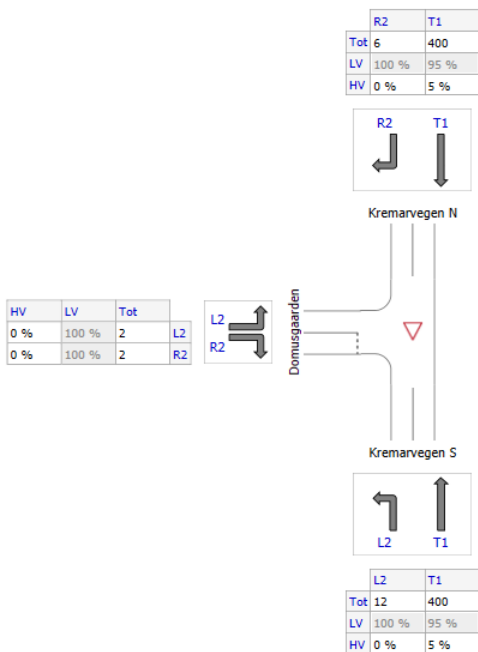 R2 T1
Tot 6 400
LV 100 % 95 %
HV 0 % 5 %
R2 T1
Kremarvegen N
HV LV Tot
0 % 100 % 2 L2
0 % 100 % 2 R2
L2
R2
Domusgaarden
Kremarvegen S
L2 T1
L2 T1
Tot 12 400
LV 100 % 95 %
HV 0 % 5 %